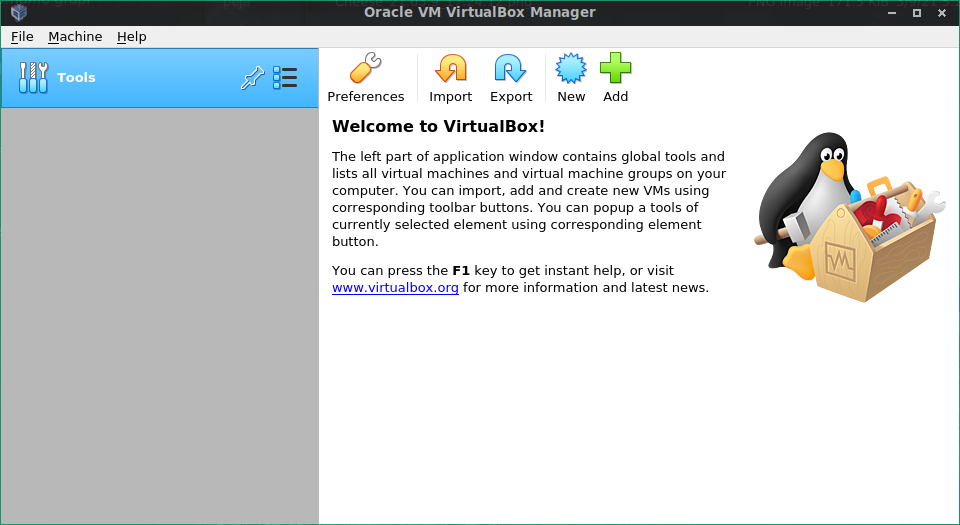 Oracle VM VirtualBox Manager
File Machine Help
Tools
Preferences Import Export New Add
Welcome to VirtualBox!
The left part of application window contains global tools and
lists all virtual machines and virtual machine groups on your
computer. You can import, add and create new VMs using
corresponding toolbar buttons. You can popup a tools of
currently selected element using corresponding element
button.
You can press the F1 key to get instant help, or visit
www.virtualbox.org for more information and latest news.